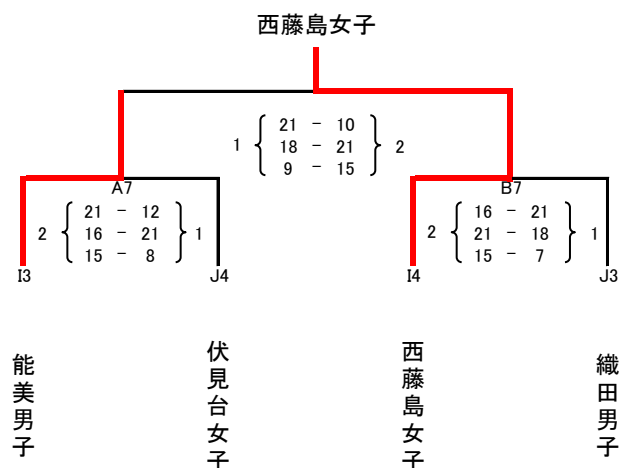 西藤島女子
21 - 10
1 { 18 - 21 } 2
9 - 15
A7
B7
21 - 12
2 { 16 - 21 } 1
15 - 8
16 - 21
2 { 21 - 18 } 1
15 - 7
I3
J4
I4
J3
能美男子
伏見台女子
西藤島女子
織田男子